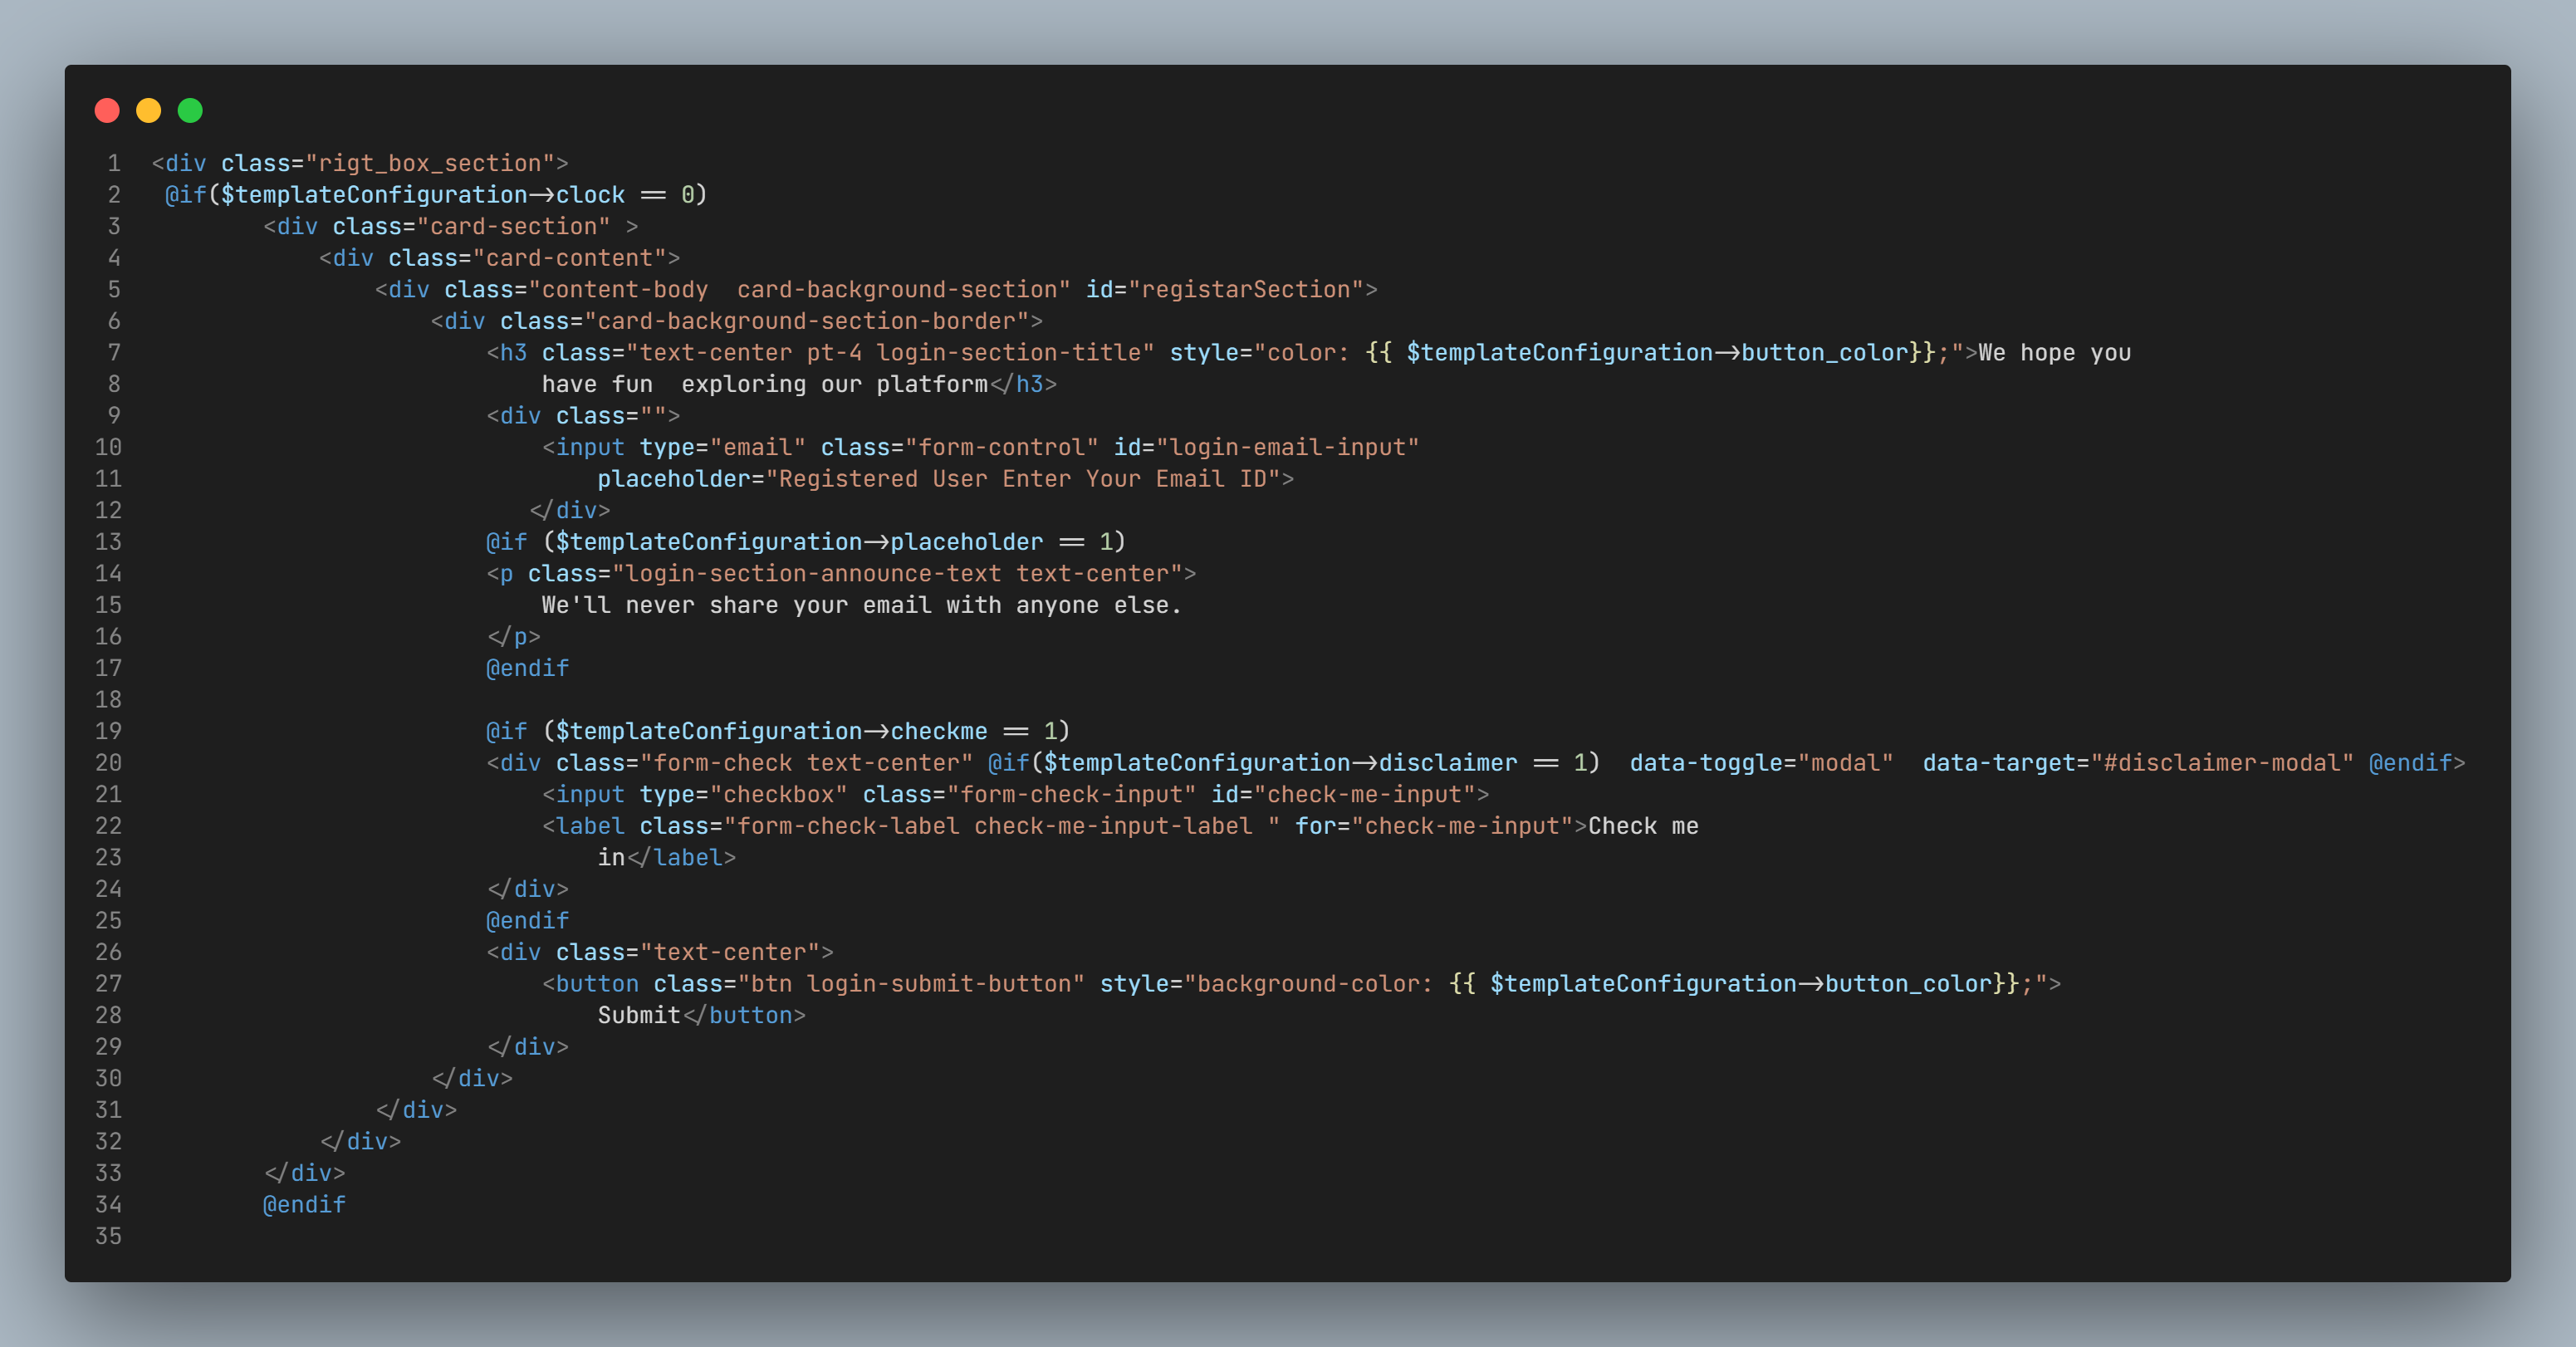 1 <div class="rigt_box_section">
2  @if($templateConfiguration->clock == 0)
3         <div class="card-section" >
4             <div class="card-content">
5                 <div class="content-body  card-background-section" id="registarSection">
6                     <div class="card-background-section-border">
7                         <h3 class="text-center pt-4 login-section-title" style="color: {{ $templateConfiguration->button_color}};">We hope you
8                             have fun  exploring our platform</h3>
9                         <div class="">
10                             <input type="email" class="form-control" id="login-email-input"
11                                 placeholder="Registered User Enter Your Email ID">
12                            </div>
13                         @if ($templateConfiguration->placeholder == 1)
14                         <p class="login-section-announce-text text-center">
15                             We'll never share your email with anyone else.
16                         </p>
17                         @endif
18
19                         @if ($templateConfiguration->checkme == 1)
20                         <div class="form-check text-center" @if($templateConfiguration->disclaimer == 1)  data-toggle="modal"  data-target="#disclaimer-modal" @endif>
21                             <input type="checkbox" class="form-check-input" id="check-me-input">
22                             <label class="form-check-label check-me-input-label " for="check-me-input">Check me
23                                 in</label>
24                         </div>
25                         @endif
26                         <div class="text-center">
27                             <button class="btn login-submit-button" style="background-color: {{ $templateConfiguration->button_color}};">
28                                 Submit</button>
29                         </div>
30                     </div>
31                 </div>
32             </div>
33         </div>
34         @endif
35